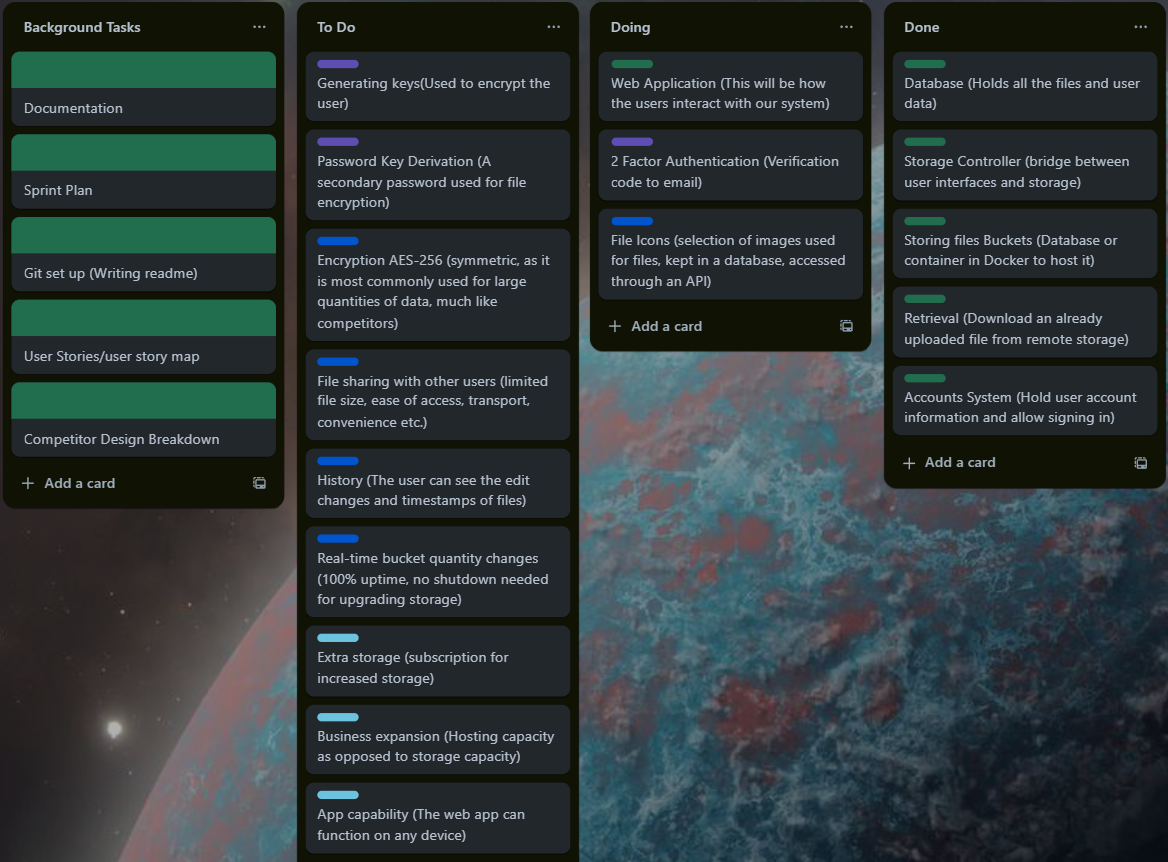 Background Tasks
Documentation
Sprint Plan
Git set up (Writing readme)
User Stories/user story map
Competitor Design Breakdown
Add a card
To Do
Generating keys(Used to encrypt the
user)
Password Key Derivation (A
secondary password used for file
encryption)
Encryption AES-256 (symmetric, as it
is most commonly used for large
quantities of data, much like
competitors)
File sharing with other users (limited
file size, ease of access, transport,
convenience etc.)
History (The user can see the edit
changes and timestamps of files)
Real-time bucket quantity changes
(100% uptime, no shutdown needed
for upgrading storage)
Extra storage (subscription for
increased storage)
Business expansion (Hosting capacity
as opposed to storage capacity)
App capability (The web app can
function on any device)
Doing
Web Application (This will be how
the users interact with our system)
2 Factor Authentication (Verification
code to email)
File Icons (selection of images used
for files, kept in a database, accessed
through an API)
Add a card
Done
Database (Holds all the files and user
data)
Storage Controller (bridge between
user interfaces and storage)
Storing files Buckets (Database or
container in Docker to host it)
Retrieval (Download an already
uploaded file from remote storage)
Accounts System (Hold user account
information and allow signing in)
Add a card